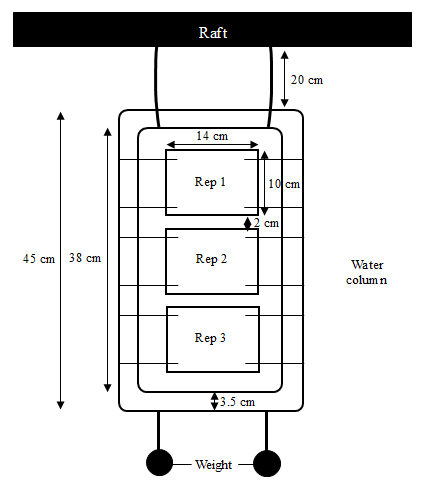 Raft
20 cm
14 cm
Rep 1
10 cm
2 cm
45 cm
38 cm
Rep 2
Water
column
Rep 3
3.5 cm
Weight